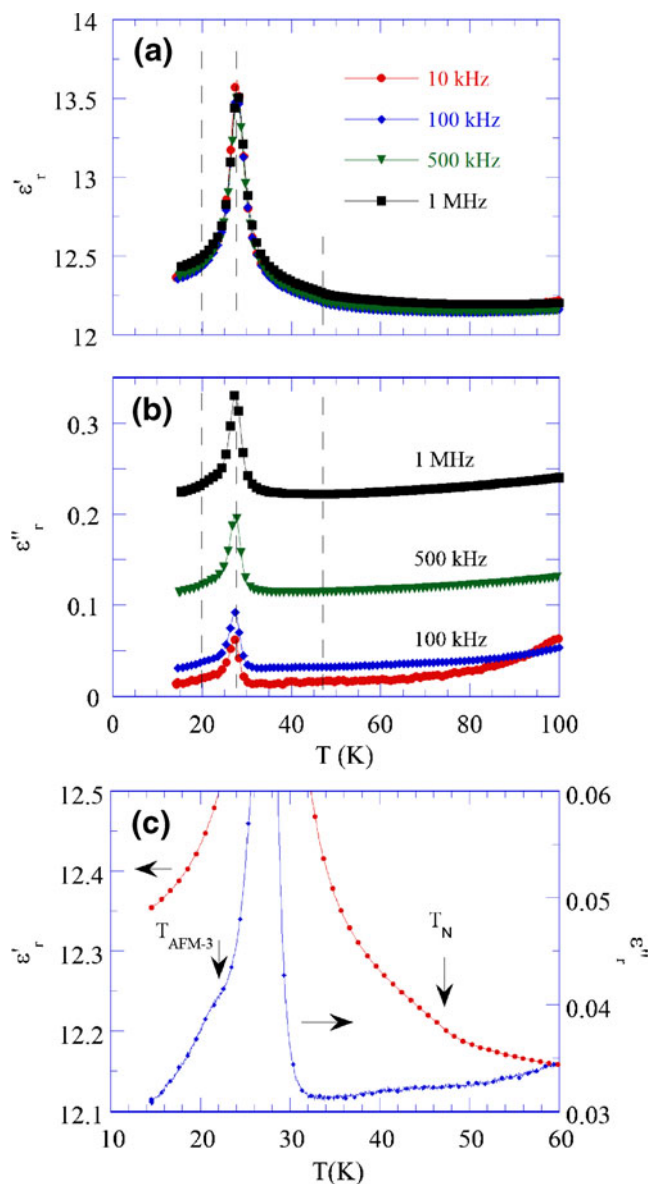 (a)
14
13.5
13
12.5
12
ε'r
10 kHz
100 kHz
500 kHz
1 MHz
(b)
0.3
0.2
0.1
0
ε"r
1 MHz
500 kHz
100 kHz
0 20 40 60 80 100
T (K)
(c)
12.5
12.4
12.3
12.2
12.1
ε'r
0.06
0.05
0.04
0.03
ε"r
TAFM-3
TN
10 20 30 40 50 60
T(K)